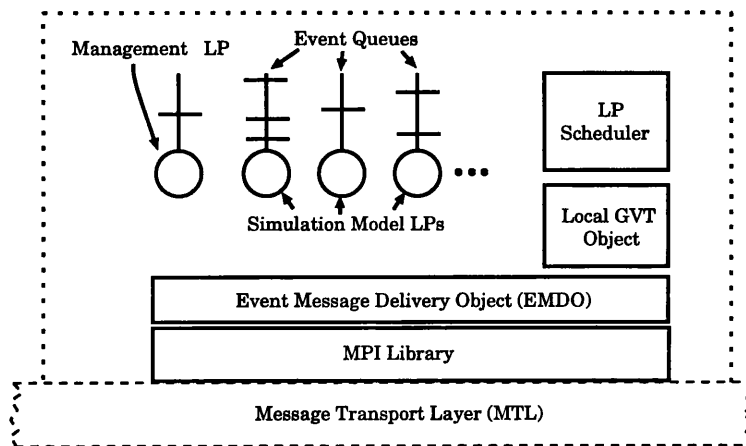 Management LP
Event Queues
LP
Scheduler
Simulation Model LPs
Local GVT
Object
Event Message Delivery Object (EMDO)
MPI Library
Message Transport Layer (MTL)